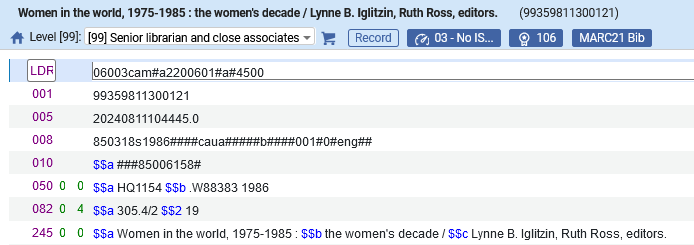 Women in the world, 1975-1985 : the women's decade / Lynne B. Iglitzin, Ruth Ross, editors. (99359811300121)
Level [99]: [99] Senior librarian and close associates Record 03 - No IS... 106 MARC21 Bib
LDR 06003cam#a2200601#a#4500
001 99359811300121
005 20240811104445.0
008 850318s1986####caua#####b####001#0#eng##
010 $$a ###85006158#
050 0 0 $$a HQ1154 $$b .W88383 1986
082 0 4 $$a 305.4/2 $$2 19
245 0 0 $$a Women in the world, 1975-1985 : $$b the women's decade / $$c Lynne B. Iglitzin, Ruth Ross, editors.